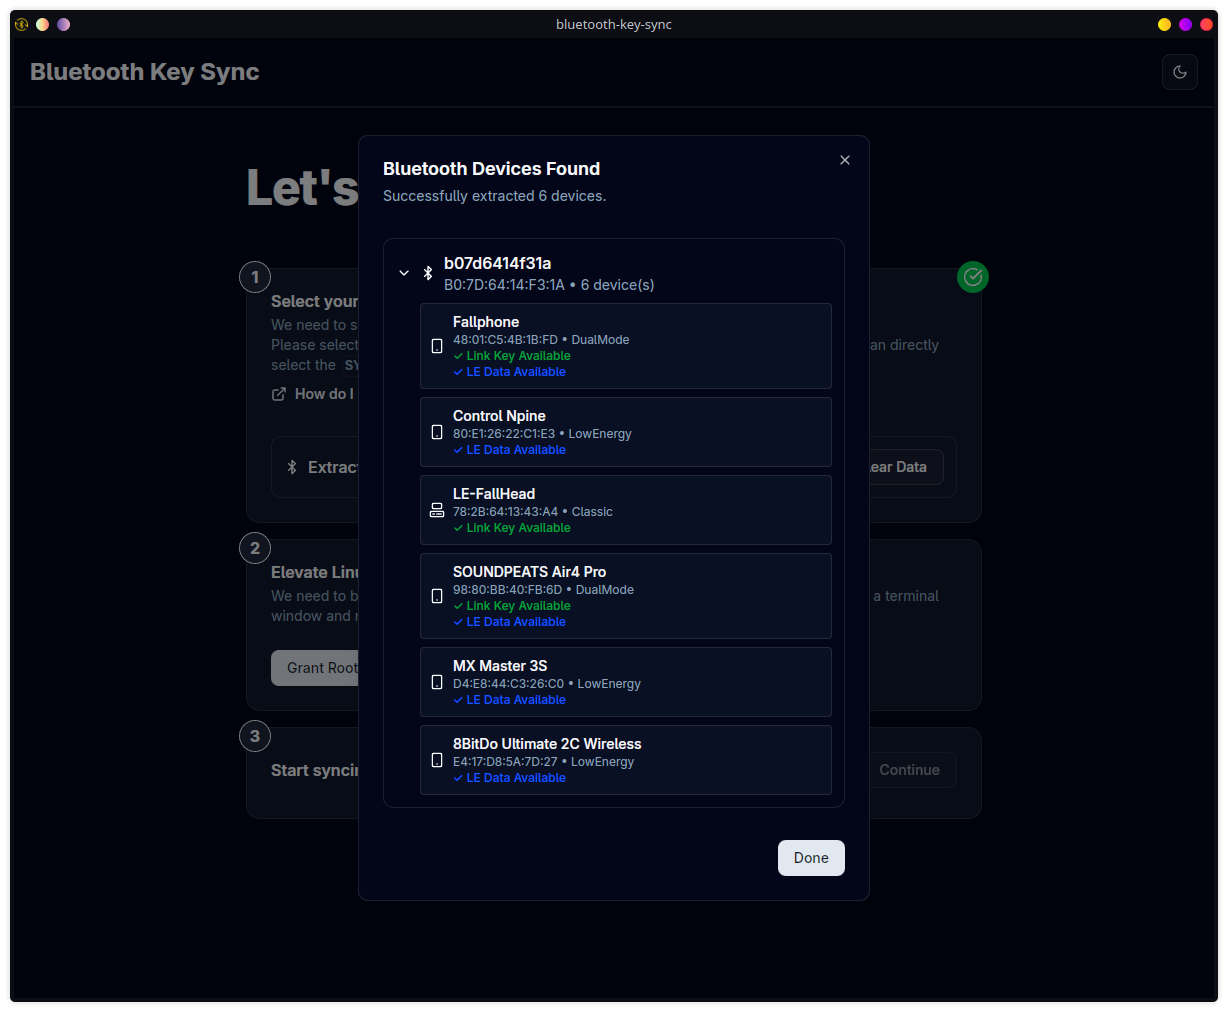 bluetooth-key-sync
Bluetooth Key Sync
Let's
1
Select your
We need to s
Please select
an directly
select the SY
How do I
Extrac
ear Data
2
Elevate Linu
We need to b
a terminal
window and r
Grant Root
3
Start syncin
Continue
Bluetooth Devices Found
Successfully extracted 6 devices.
b07d6414f31a
B0:7D:64:14:F3:1A • 6 device(s)
Fallphone
48:01:C5:4B:1B:FD • DualMode
Link Key Available
LE Data Available
Control Npine
80:E1:26:22:C1:E3 • LowEnergy
LE Data Available
LE-FallHead
78:2B:64:13:43:A4 • Classic
Link Key Available
SOUNDPEATS Air4 Pro
98:80:BB:40:FB:6D • DualMode
Link Key Available
LE Data Available
MX Master 3S
D4:E8:44:C3:26:C0 • LowEnergy
LE Data Available
8BitDo Ultimate 2C Wireless
E4:17:D8:5A:7D:27 • LowEnergy
LE Data Available
Done